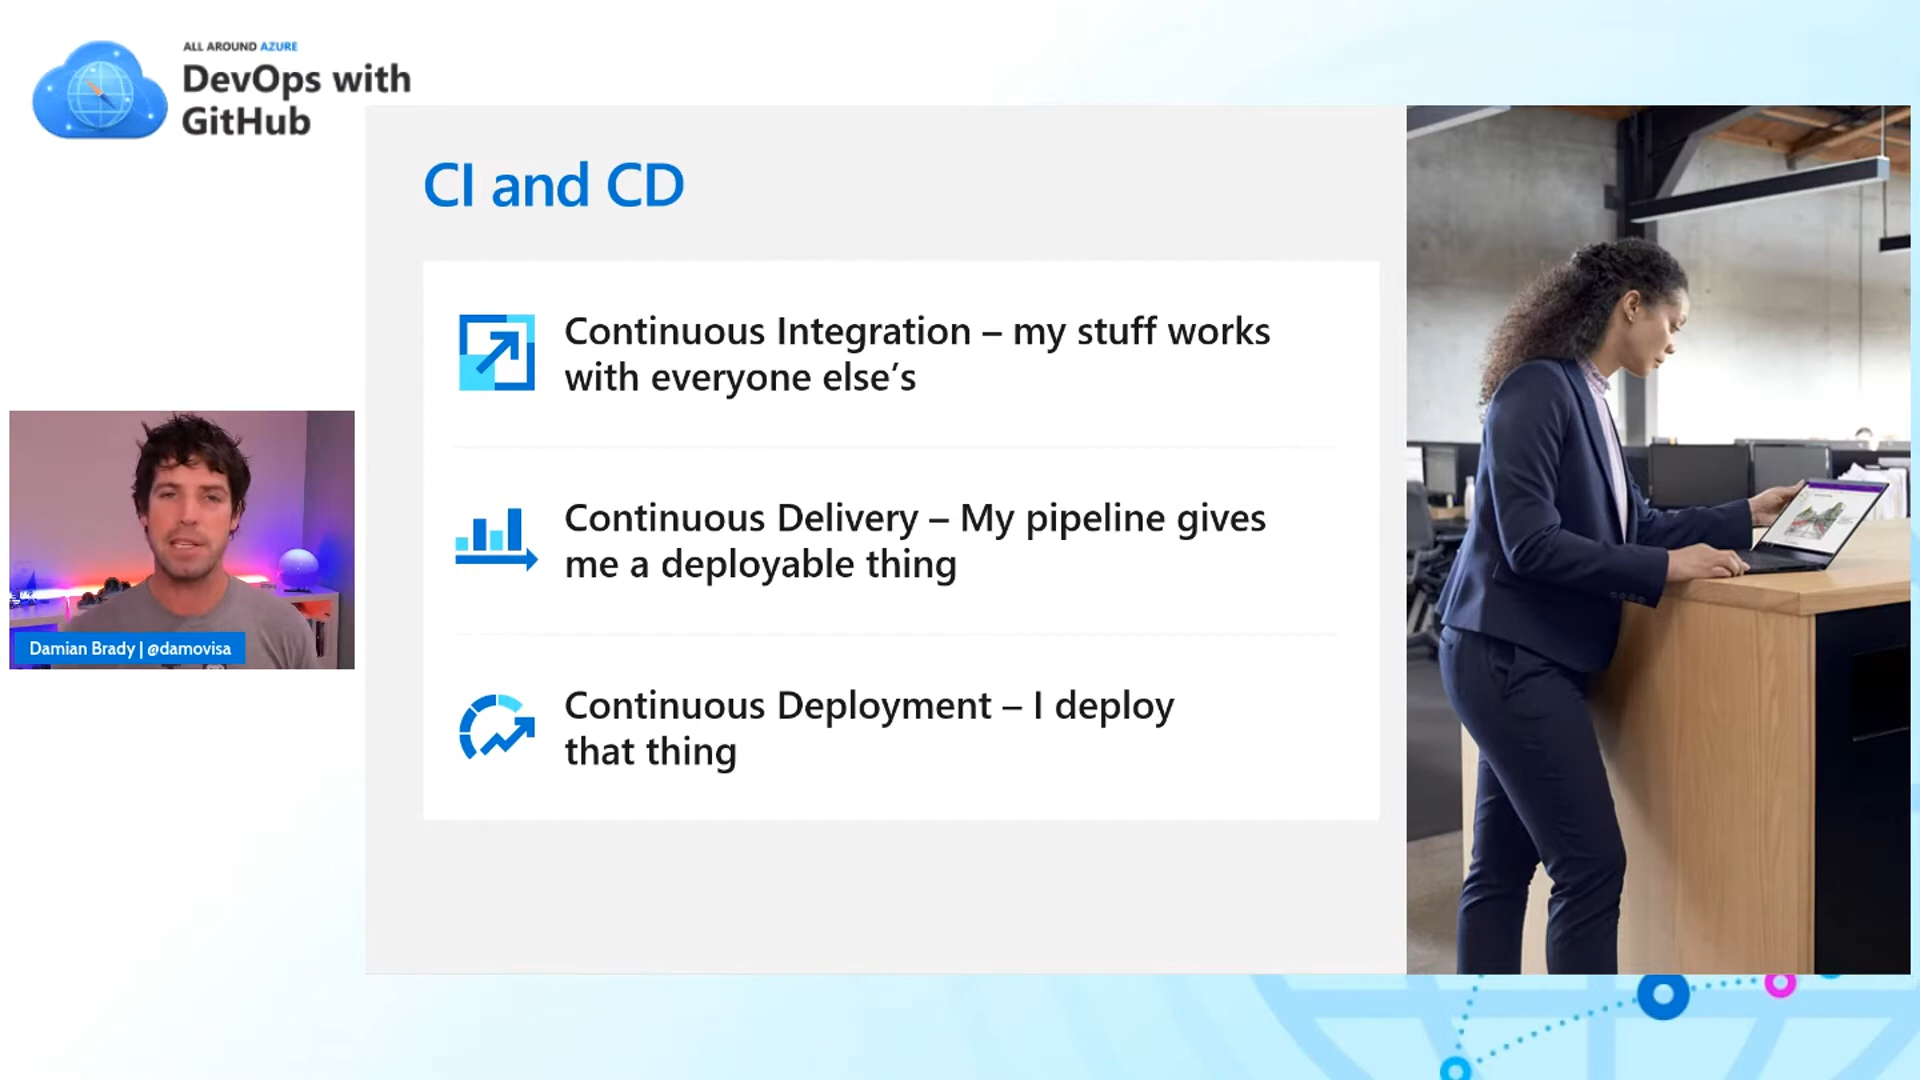 ALL AROUND AZURE
DevOps with
GitHub
CI and CD
Continuous Integration – my stuff works
with everyone else’s
Continuous Delivery – My pipeline gives
me a deployable thing
Continuous Deployment – I deploy
that thing
Damian Brady | @damovisa